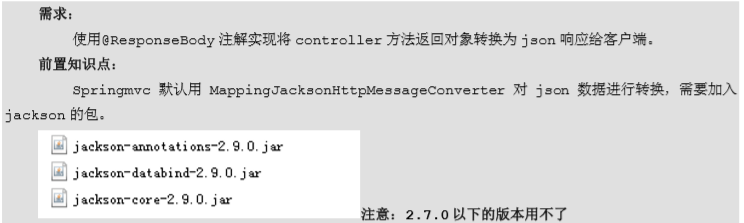 需求：
使用@ResponseBody 注解实现将 controller 方法返回对象转换为 json 响应给客户端。
前置知识点：
Springmvc 默认用 MappingJacksonHttpMessageConverter 对 json 数据进行转换，需要加入
jackson 的包。
jackson-annotations-2.9.0.jar
jackson-databind-2.9.0.jar
jackson-core-2.9.0.jar
注意：2.7.0 以下的版本用不了